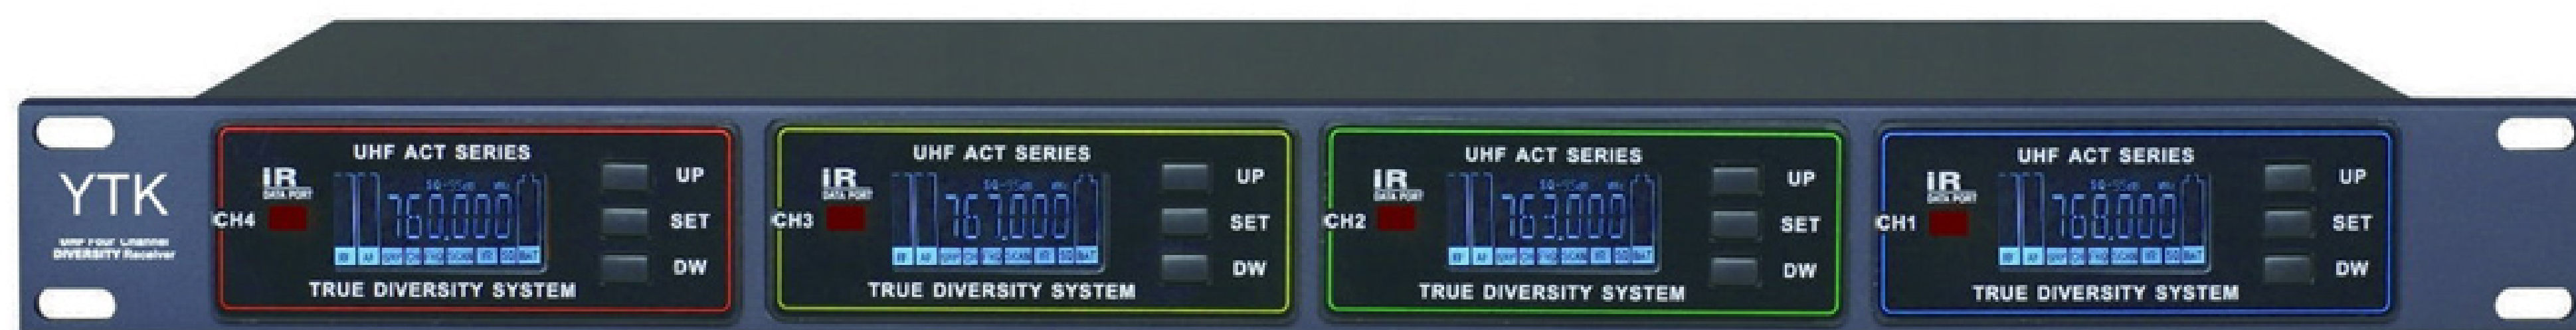 YTK
UHF Four Channel
DIVERSITY Receiver
UHF ACT SERIES
iR
DATA PORT
CH4
760.000
UP
SET
DW
TRUE DIVERSITY SYSTEM
UHF ACT SERIES
iR
DATA PORT
CH3
767.000
UP
SET
DW
TRUE DIVERSITY SYSTEM
UHF ACT SERIES
iR
DATA PORT
CH2
763.000
UP
SET
DW
TRUE DIVERSITY SYSTEM
UHF ACT SERIES
iR
DATA PORT
CH1
768.000
UP
SET
DW
TRUE DIVERSITY SYSTEM